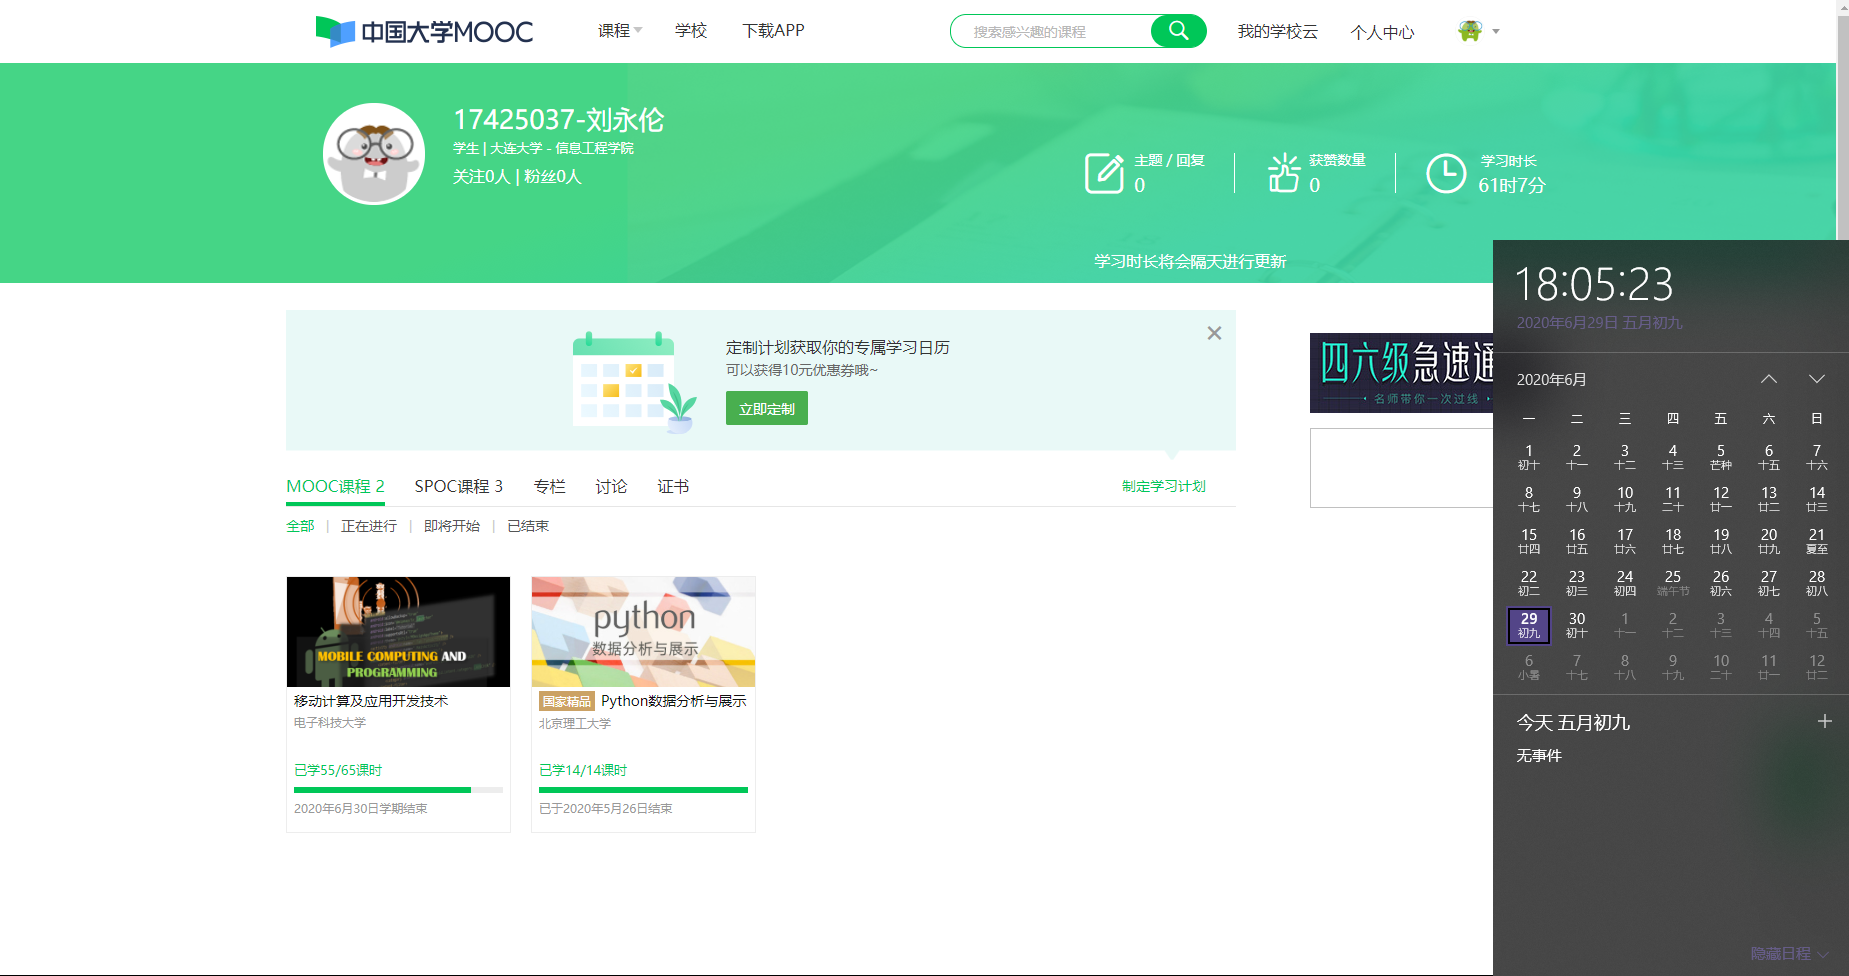 中国大学MOOC
课程
学校
下载APP
搜索感兴趣的课程
我的学校云
个人中心
17425037-刘永伦
学生 | 大连大学 - 信息工程学院
关注0人 | 粉丝0人
主题 / 回复
0
获赞数量
0
学习时长
61时7分
学习时长将会隔天进行更新
定制计划获取你的专属学习日历
可以获得10元优惠券哦~
立即定制
四六级急速通
名师带你一次过线
MOOC课程 2
SPOC课程 3
专栏
讨论
证书
制定学习计划
全部 | 正在进行 | 即将开始 | 已结束
MOBILE COMPUTING AND
PROGRAMMING
移动计算及应用开发技术
电子科技大学
已学55/65课时
2020年6月30日学期结束
python
数据分析与展示
国家精品 Python数据分析与展示
北京理工大学
已学14/14课时
已于2020年5月26日结束
18:05:23
2020年6月29日 五月初九
2020年6月
一 二 三 四 五 六 日
1 2 3 4 5 6 7
初十 十一 十二 十三 芒种 十五 十六
8 9 10 11 12 13 14
十七 十八 十九 二十 廿一 廿二 廿三
15 16 17 18 19 20 21
廿四 廿五 廿六 廿七 廿八 廿九 夏至
22 23 24 25 26 27 28
初二 初三 初四 端午节 初六 初七 初八
29 30 1 2 3 4 5
初九 初十 十一 十二 十三 十四 十五
6 7 8 9 10 11 12
小暑 十七 十八 十九 二十 廿一 廿二
今天 五月初九
无事件
隐藏日程